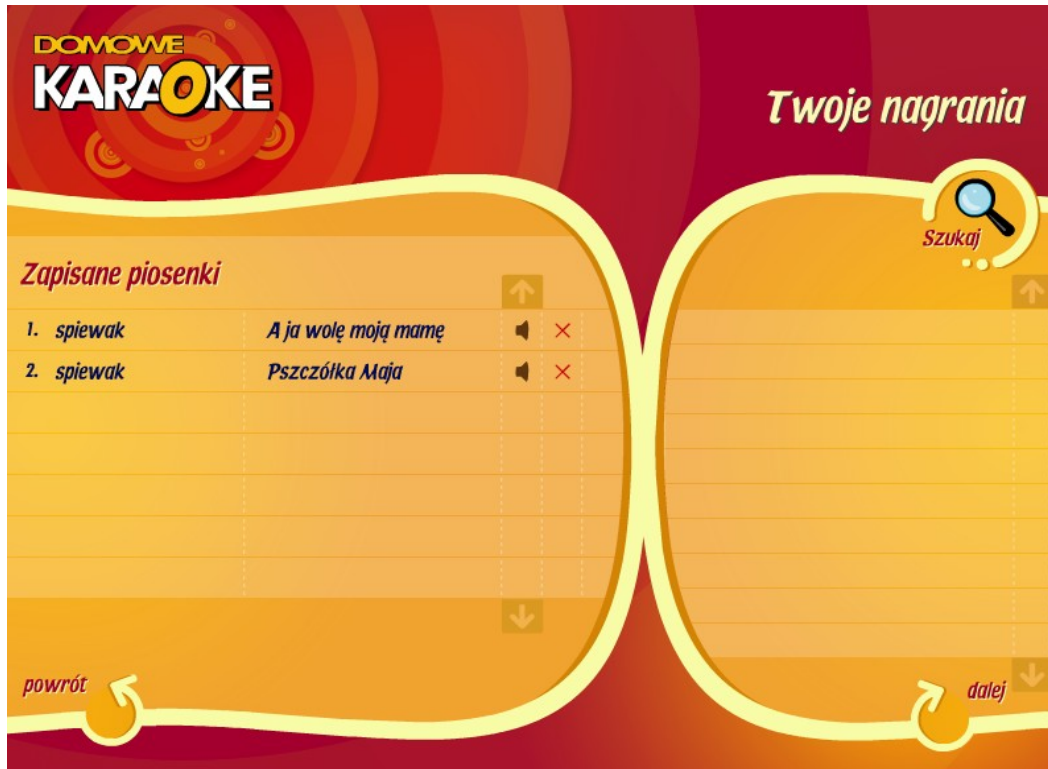 DOMOWE
KARAOKE
Twoje nagrania
Szukaj
Zapisane piosenki
1. spiewak A ja wolę moją mamę
2. spiewak Pszczółka Maja
powrót
dalej